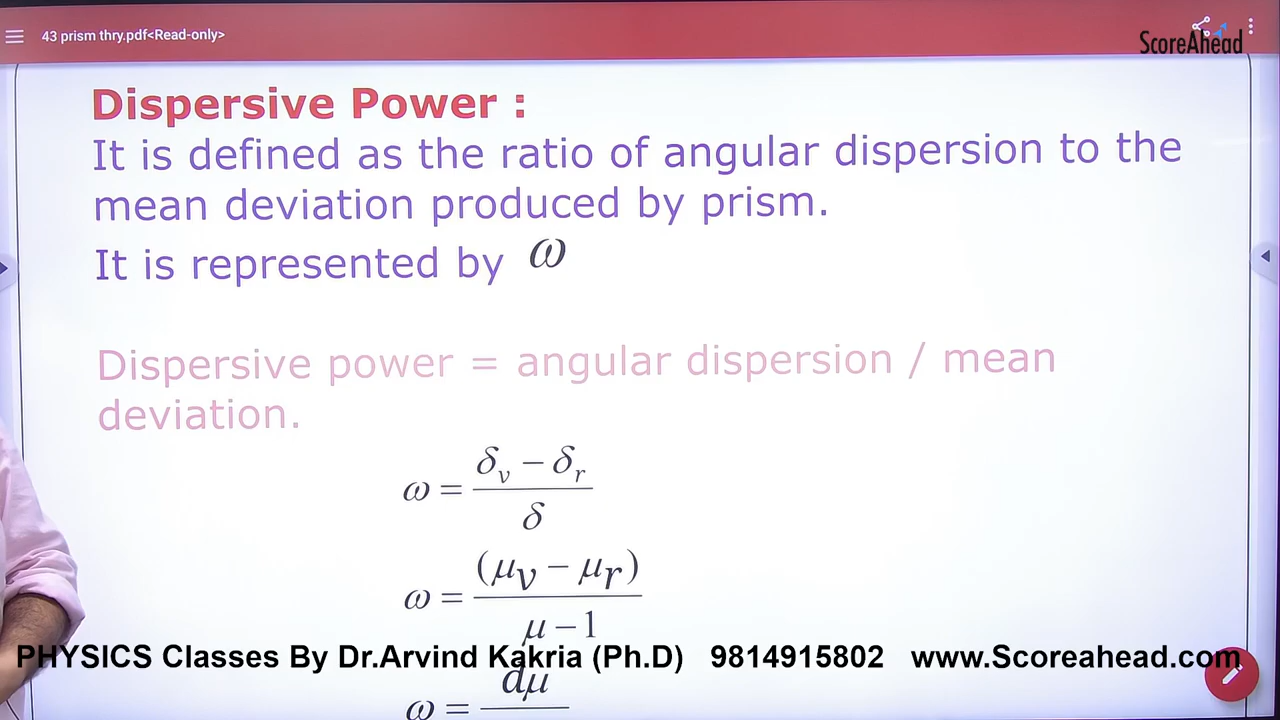 43 prism thry.pdf<Read-only>
ScoreAhead
Dispersive Power :
It is defined as the ratio of angular dispersion to the
mean deviation produced by prism.
It is represented by ω
Dispersive power = angular dispersion / mean
deviation.
ω = (δᵥ − δᵣ) / δ
ω = (μᵥ − μᵣ) / (μ − 1)
PHYSICS Classes By Dr.Arvind Kakria (Ph.D) 9814915802 www.Scoreahead.com
ω = dμ /